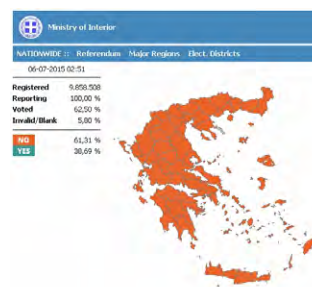 Ministry of Interior
NATIONWIDE :: Referendum Major Regions Elect. Districts
06-07-2015 02:51
Registered 9.858.508
Reporting 100,00 %
Voted 62,50 %
Invalid/Blank 5,80 %
NO 61,31 %
YES 38,69 %